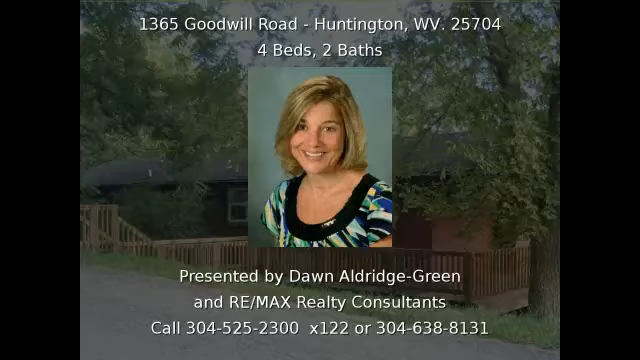 1365 Goodwill Road - Huntington, WV. 25704
4 Beds, 2 Baths
Presented by Dawn Aldridge-Green
and RE/MAX Realty Consultants
Call 304-525-2300  x122 or 304-638-8131